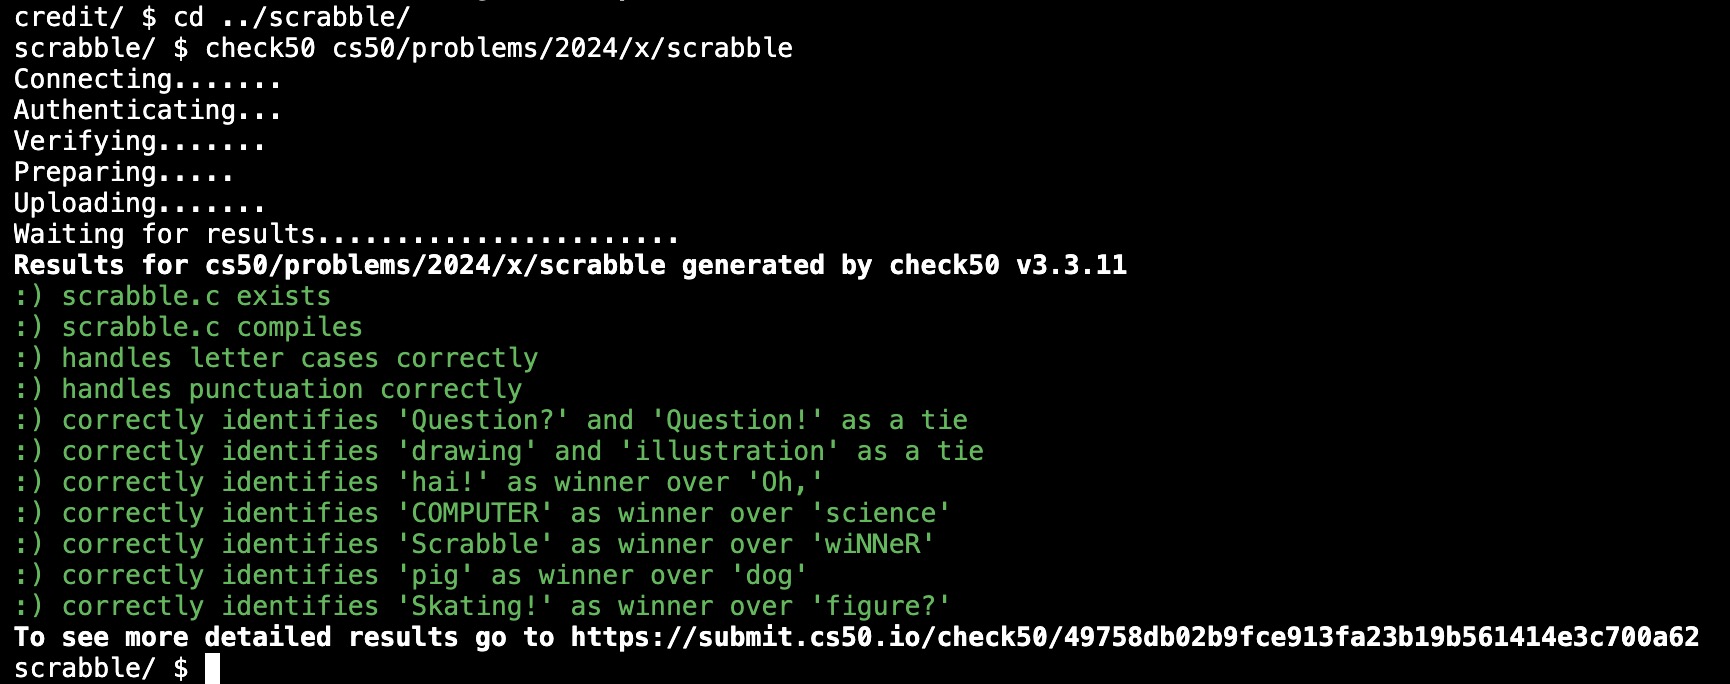 credit/ $ cd ../scrabble/
scrabble/ $ check50 cs50/problems/2024/x/scrabble
Connecting.......
Authenticating...
Verifying.......
Preparing.....
Uploading.......
Waiting for results.......................
Results for cs50/problems/2024/x/scrabble generated by check50 v3.3.11
:) scrabble.c exists
:) scrabble.c compiles
:) handles letter cases correctly
:) handles punctuation correctly
:) correctly identifies 'Question?' and 'Question!' as a tie
:) correctly identifies 'drawing' and 'illustration' as a tie
:) correctly identifies 'hai!' as winner over 'Oh,'
:) correctly identifies 'COMPUTER' as winner over 'science'
:) correctly identifies 'Scrabble' as winner over 'wiNNeR'
:) correctly identifies 'pig' as winner over 'dog'
:) correctly identifies 'Skating!' as winner over 'figure?'
To see more detailed results go to https://submit.cs50.io/check50/49758db02b9fce913fa23b19b561414e3c700a62
scrabble/ $